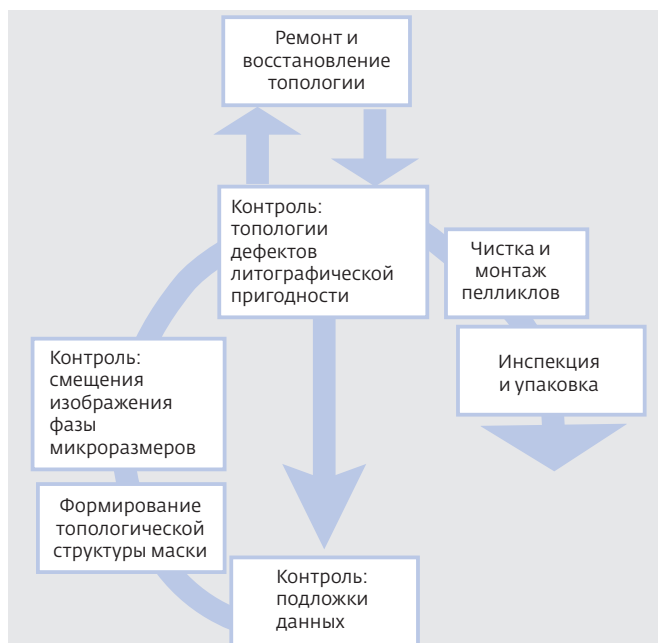 Ремонт и
восстановление
топологии
Контроль:
топологии
дефектов
литографической
пригодности
Чистка и
монтаж
пелликлов
Инспекция
и упаковка
Контроль:
смещения
изображения
фазы
микроразмеров
Формирование
топологической
структуры маски
Контроль:
подложки
данных